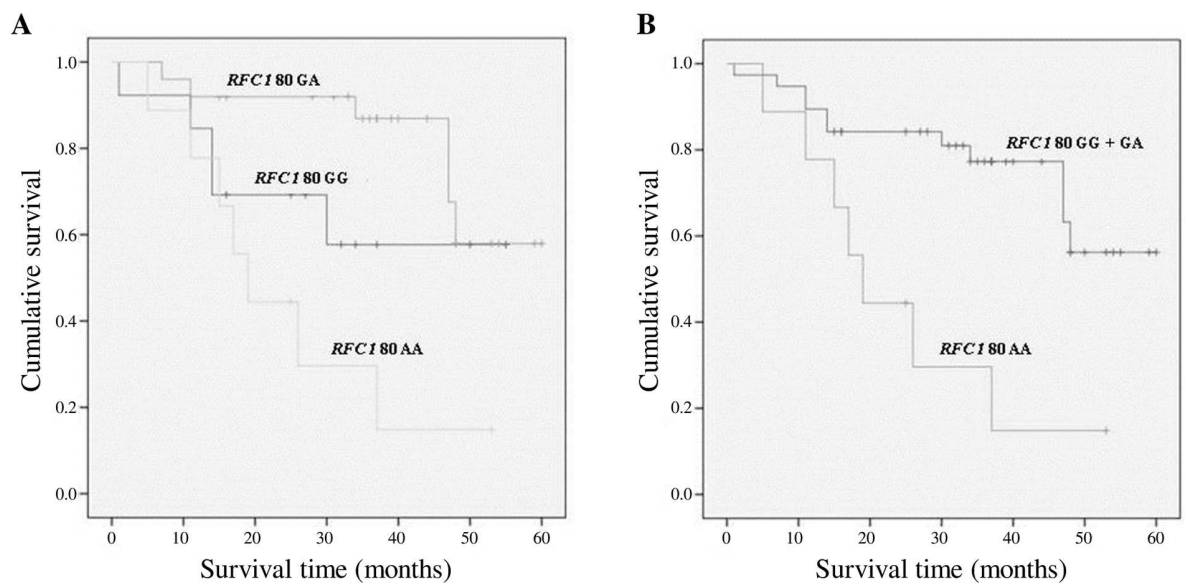 A
Cumulative survival
1.0
0.8
0.6
0.4
0.2
0.0
RFC1 80 GA
RFC1 80 GG
RFC1 80 AA
0 10 20 30 40 50 60
Survival time (months)
B
Cumulative survival
1.0
0.8
0.6
0.4
0.2
0.0
RFC1 80 GG + GA
RFC1 80 AA
0 10 20 30 40 50 60
Survival time (months)